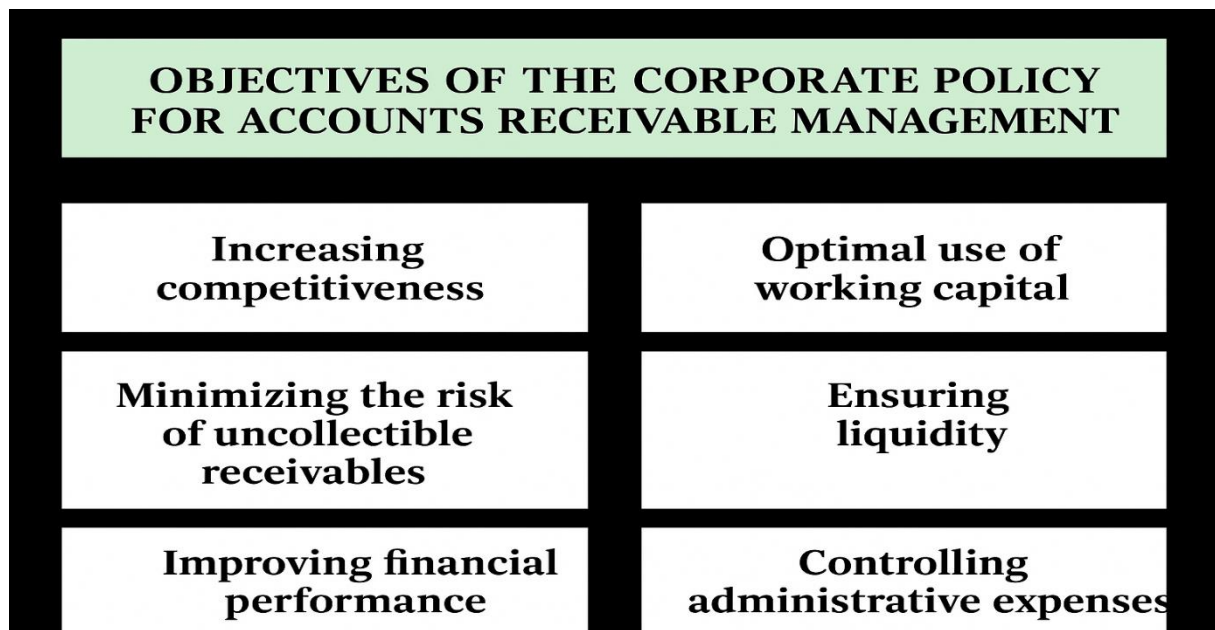 OBJECTIVES OF THE CORPORATE POLICY
FOR ACCOUNTS RECEIVABLE MANAGEMENT
Increasing
competitiveness
Optimal use of
working capital
Minimizing the risk
of uncollectible
receivables
Ensuring
liquidity
Improving financial
performance
Controlling
administrative expenses